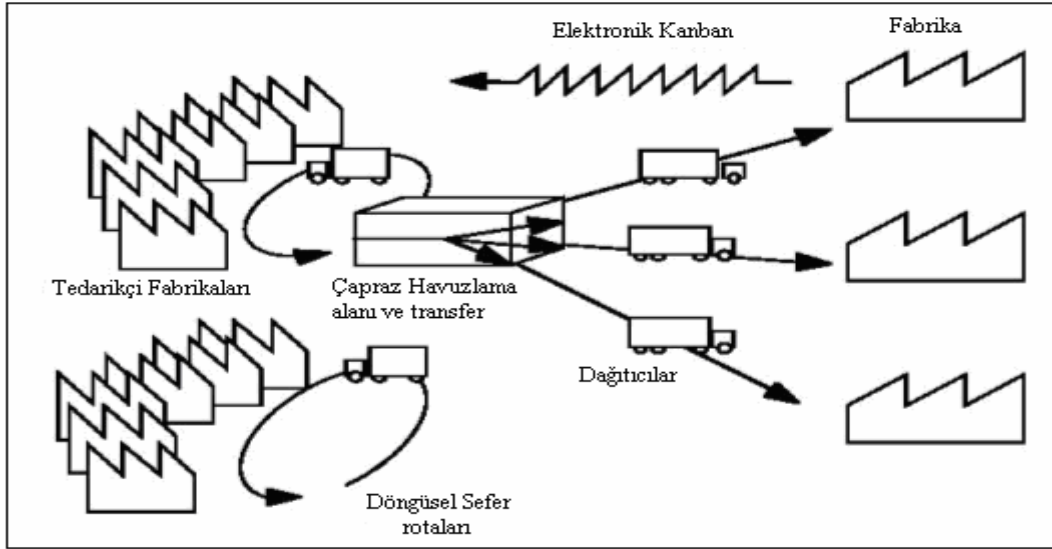 Elektronik Kanban
Fabrika
Tedarikçi Fabrikaları
Çapraz Havuzlama
alanı ve transfer
Dağıtıcılar
Döngüsel Sefer
rotaları